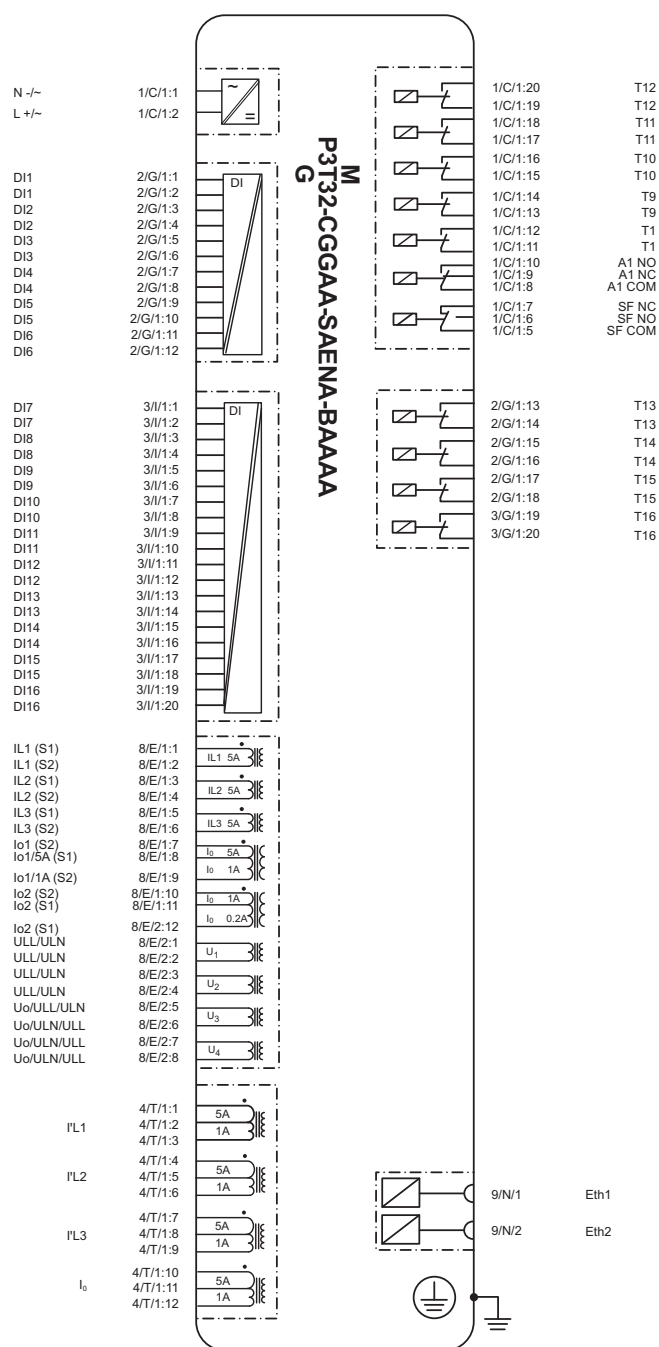 N -/~ 1/C/1:1
L +/~ 1/C/1:2
~
=
DI1 2/G/1:1
DI1 2/G/1:2
DI2 2/G/1:3
DI2 2/G/1:4
DI3 2/G/1:5
DI3 2/G/1:6
DI4 2/G/1:7
DI4 2/G/1:8
DI5 2/G/1:9
DI5 2/G/1:10
DI6 2/G/1:11
DI6 2/G/1:12
DI
DI7 3/I/1:1
DI7 3/I/1:2
DI8 3/I/1:3
DI8 3/I/1:4
DI9 3/I/1:5
DI9 3/I/1:6
DI10 3/I/1:7
DI10 3/I/1:8
DI11 3/I/1:9
DI11 3/I/1:10
DI12 3/I/1:11
DI12 3/I/1:12
DI13 3/I/1:13
DI13 3/I/1:14
DI14 3/I/1:15
DI14 3/I/1:16
DI15 3/I/1:17
DI15 3/I/1:18
DI16 3/I/1:19
DI16 3/I/1:20
DI
IL1 (S1) 8/E/1:1
IL1 (S2) 8/E/1:2
IL1 5A
IL2 (S1) 8/E/1:3
IL2 (S2) 8/E/1:4
IL2 5A
IL3 (S1) 8/E/1:5
IL3 (S2) 8/E/1:6
IL3 5A
Io1 (S2) 8/E/1:7
Io1/5A (S1) 8/E/1:8
I₀ 5A
Io1/1A (S2) 8/E/1:9
I₀ 1A
Io2 (S2) 8/E/1:10
Io2 (S1) 8/E/1:11
I₀ 1A
Io2 (S1) 8/E/2:12
I₀ 0.2A
ULL/ULN 8/E/2:1
ULL/ULN 8/E/2:2
U₁
ULL/ULN 8/E/2:3
ULL/ULN 8/E/2:4
U₂
Uo/ULL/ULN 8/E/2:5
Uo/ULN/ULL 8/E/2:6
U₃
Uo/ULN/ULL 8/E/2:7
Uo/ULN/ULL 8/E/2:8
U₄
I'L1
4/T/1:1
4/T/1:2
4/T/1:3
5A
1A
I'L2
4/T/1:4
4/T/1:5
4/T/1:6
5A
1A
I'L3
4/T/1:7
4/T/1:8
4/T/1:9
5A
1A
I₀
4/T/1:10
4/T/1:11
4/T/1:12
5A
1A
M
P3T32-CGGAA-SAENA-BAAAA
G
1/C/1:20 T12
1/C/1:19 T12
1/C/1:18 T11
1/C/1:17 T11
1/C/1:16 T10
1/C/1:15 T10
1/C/1:14 T9
1/C/1:13 T9
1/C/1:12 T1
1/C/1:11 T1
1/C/1:10 A1 NO
1/C/1:9 A1 NC
1/C/1:8 A1 COM
1/C/1:7 SF NC
1/C/1:6 SF NO
1/C/1:5 SF COM
2/G/1:13 T13
2/G/1:14 T13
2/G/1:15 T14
2/G/1:16 T14
2/G/1:17 T15
2/G/1:18 T15
3/G/1:19 T16
3/G/1:20 T16
9/N/1 Eth1
9/N/2 Eth2